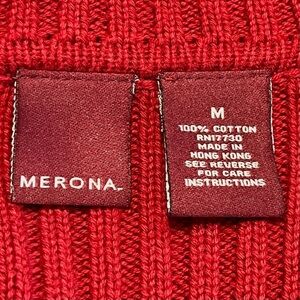 MERONA
M
100% COTTON
RN17730
MADE IN
HONG KONG
SEE REVERSE
FOR CARE
INSTRUCTIONS